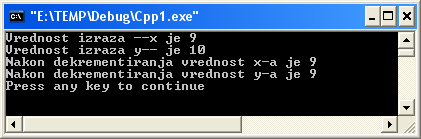 "E:\TEMP\Debug\Cpp1.exe"
Vrednost izraza --x je 9
Vrednost izraza y-- je 10
Nakon dekrementiranja vrednost x-a je 9
Nakon dekrementiranja vrednost y-a je 9
Press any key to continue